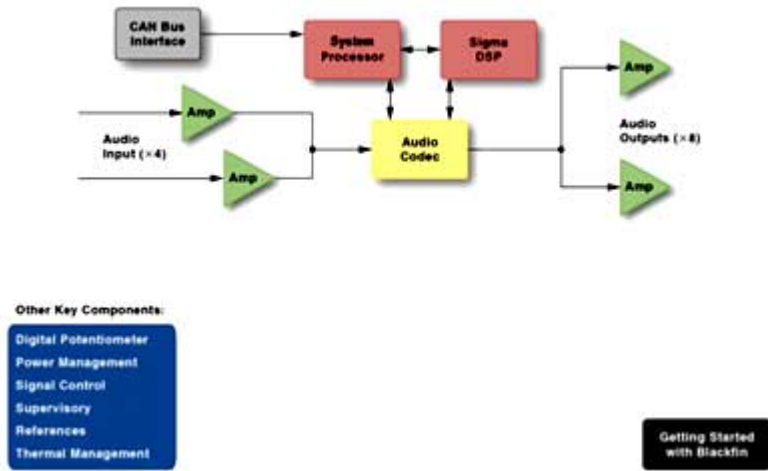 CAN Bus
Interface
System
Processor
Sigma
DSP
Amp
Amp
Audio
Input (×4)
Amp
Audio
Codec
Audio
Outputs (×8)
Amp
Other Key Components:
Digital Potentiometer
Power Management
Signal Control
Supervisory
References
Thermal Management
Getting Started
with Blackfin